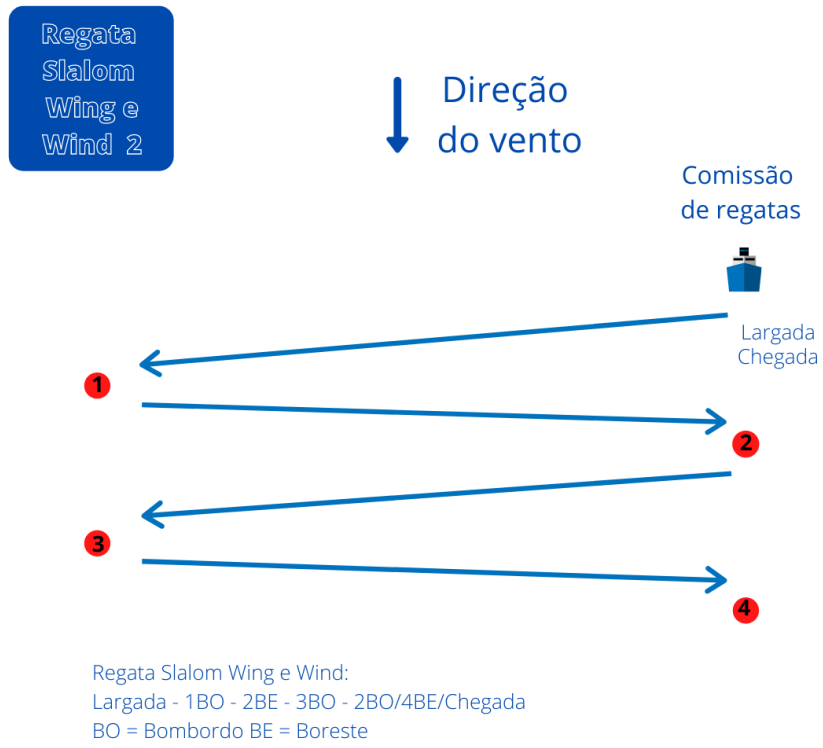 Regata
Slalom
Wing e
Wind 2
Direção
do vento
Comissão
de regatas
Largada
Chegada
1
2
3
4
Regata Slalom Wing e Wind:
Largada - 1BO - 2BE - 3BO - 2BO/4BE/Chegada
BO = Bombordo BE = Boreste